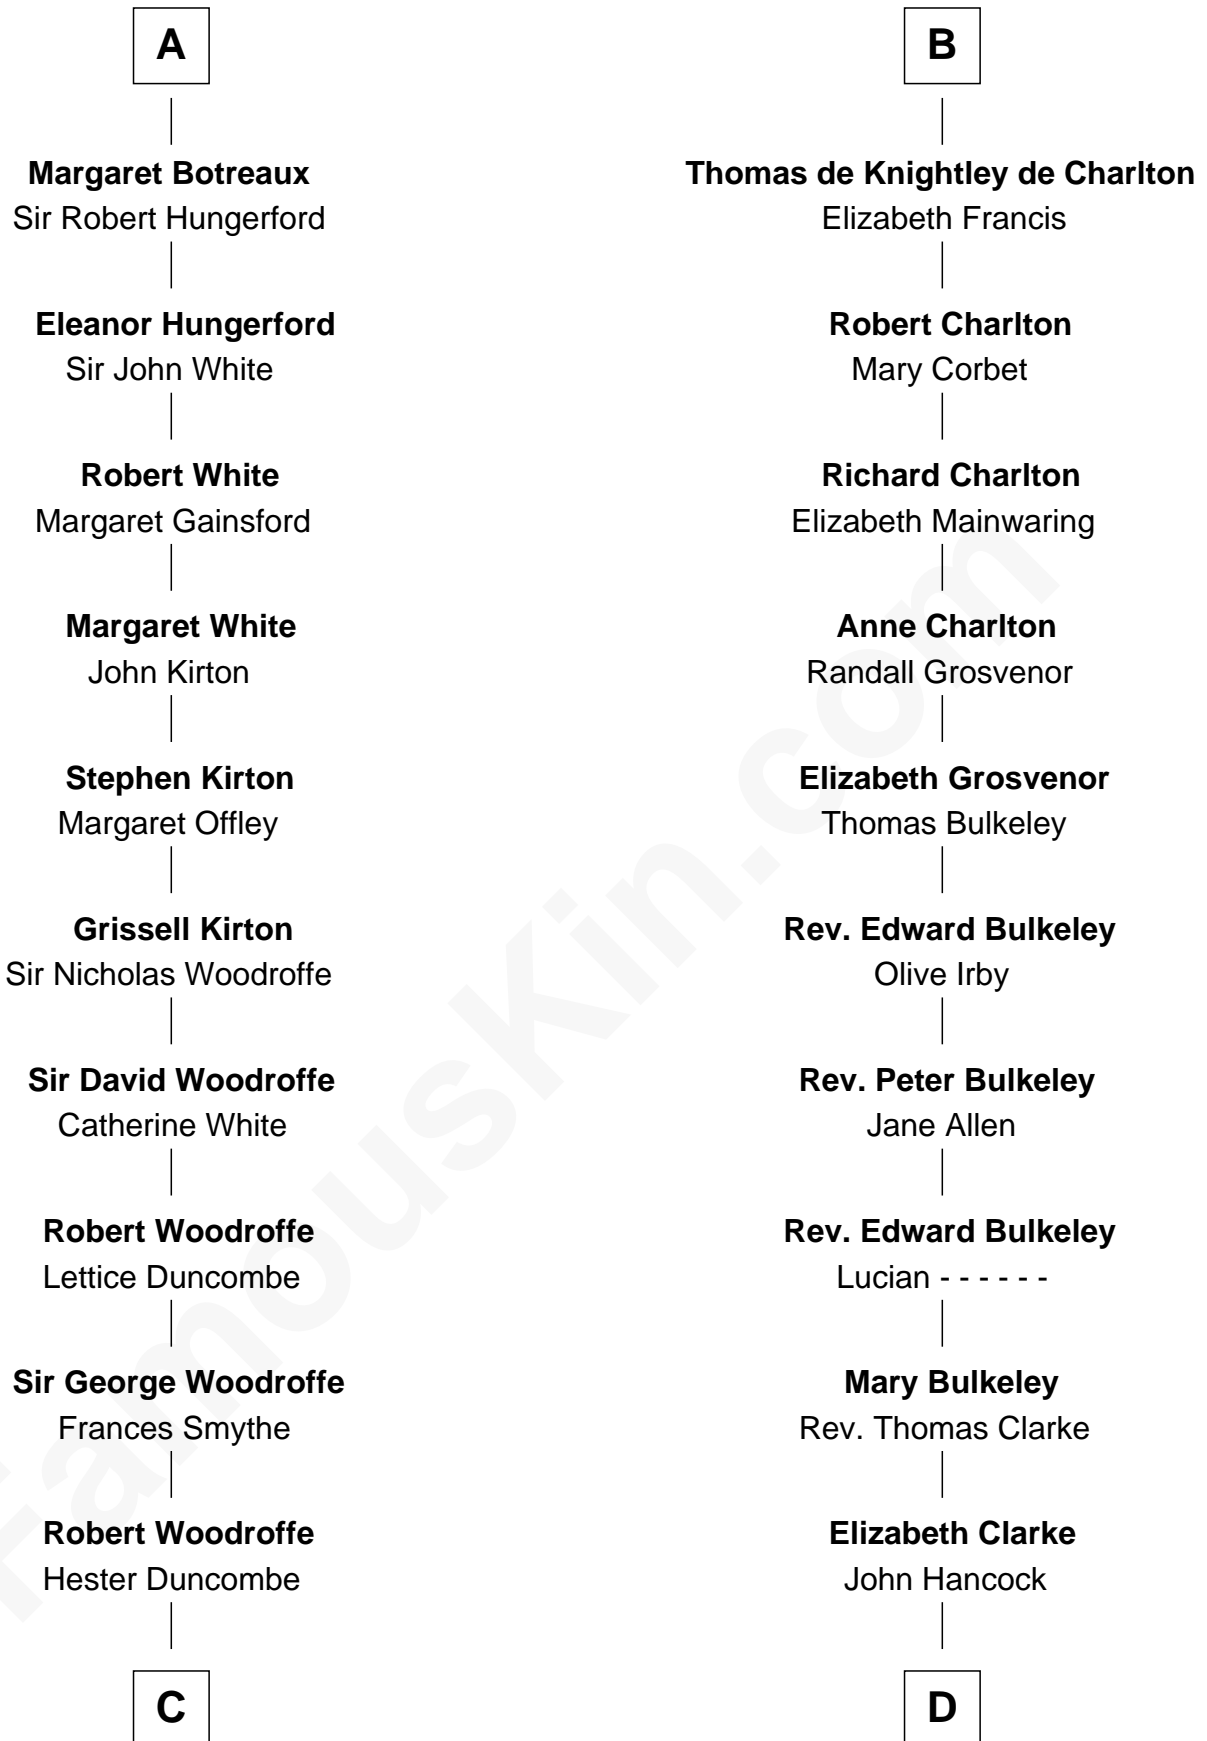 A
Margaret Botreaux
Sir Robert Hungerford
Eleanor Hungerford
Sir John White
Robert White
Margaret Gainsford
Margaret White
John Kirton
Stephen Kirton
Margaret Offley
Grissell Kirton
Sir Nicholas Woodroffe
Sir David Woodroffe
Catherine White
Robert Woodroffe
Lettice Duncombe
Sir George Woodroffe
Frances Smythe
Robert Woodroffe
Hester Duncombe
C
B
Thomas de Knightley de Charlton
Elizabeth Francis
Robert Charlton
Mary Corbet
Richard Charlton
Elizabeth Mainwaring
Anne Charlton
Randall Grosvenor
Elizabeth Grosvenor
Thomas Bulkeley
Rev. Edward Bulkeley
Olive Irby
Rev. Peter Bulkeley
Jane Allen
Rev. Edward Bulkeley
Lucian - - - - - -
Mary Bulkeley
Rev. Thomas Clarke
Elizabeth Clarke
John Hancock
D
FamousKin.com